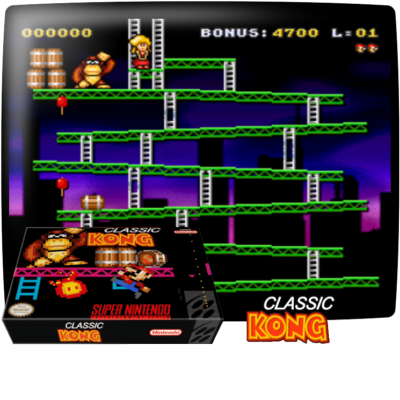 000000 BONUS:4700 L=01
CLASSIC
KONG
SUPER NINTENDO
CLASSIC
KONG
Nintendo
CLASSIC
KONG